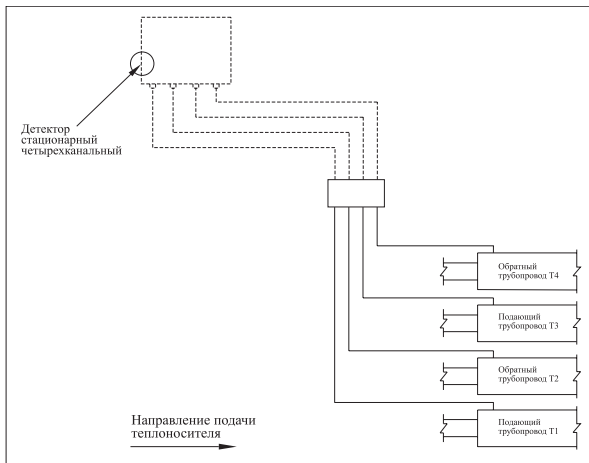 Детектор
стационарный
четырехканальный
Обратный
трубопровод Т4
Подающий
трубопровод Т3
Обратный
трубопровод Т2
Подающий
трубопровод Т1
Направление подачи
теплоносителя